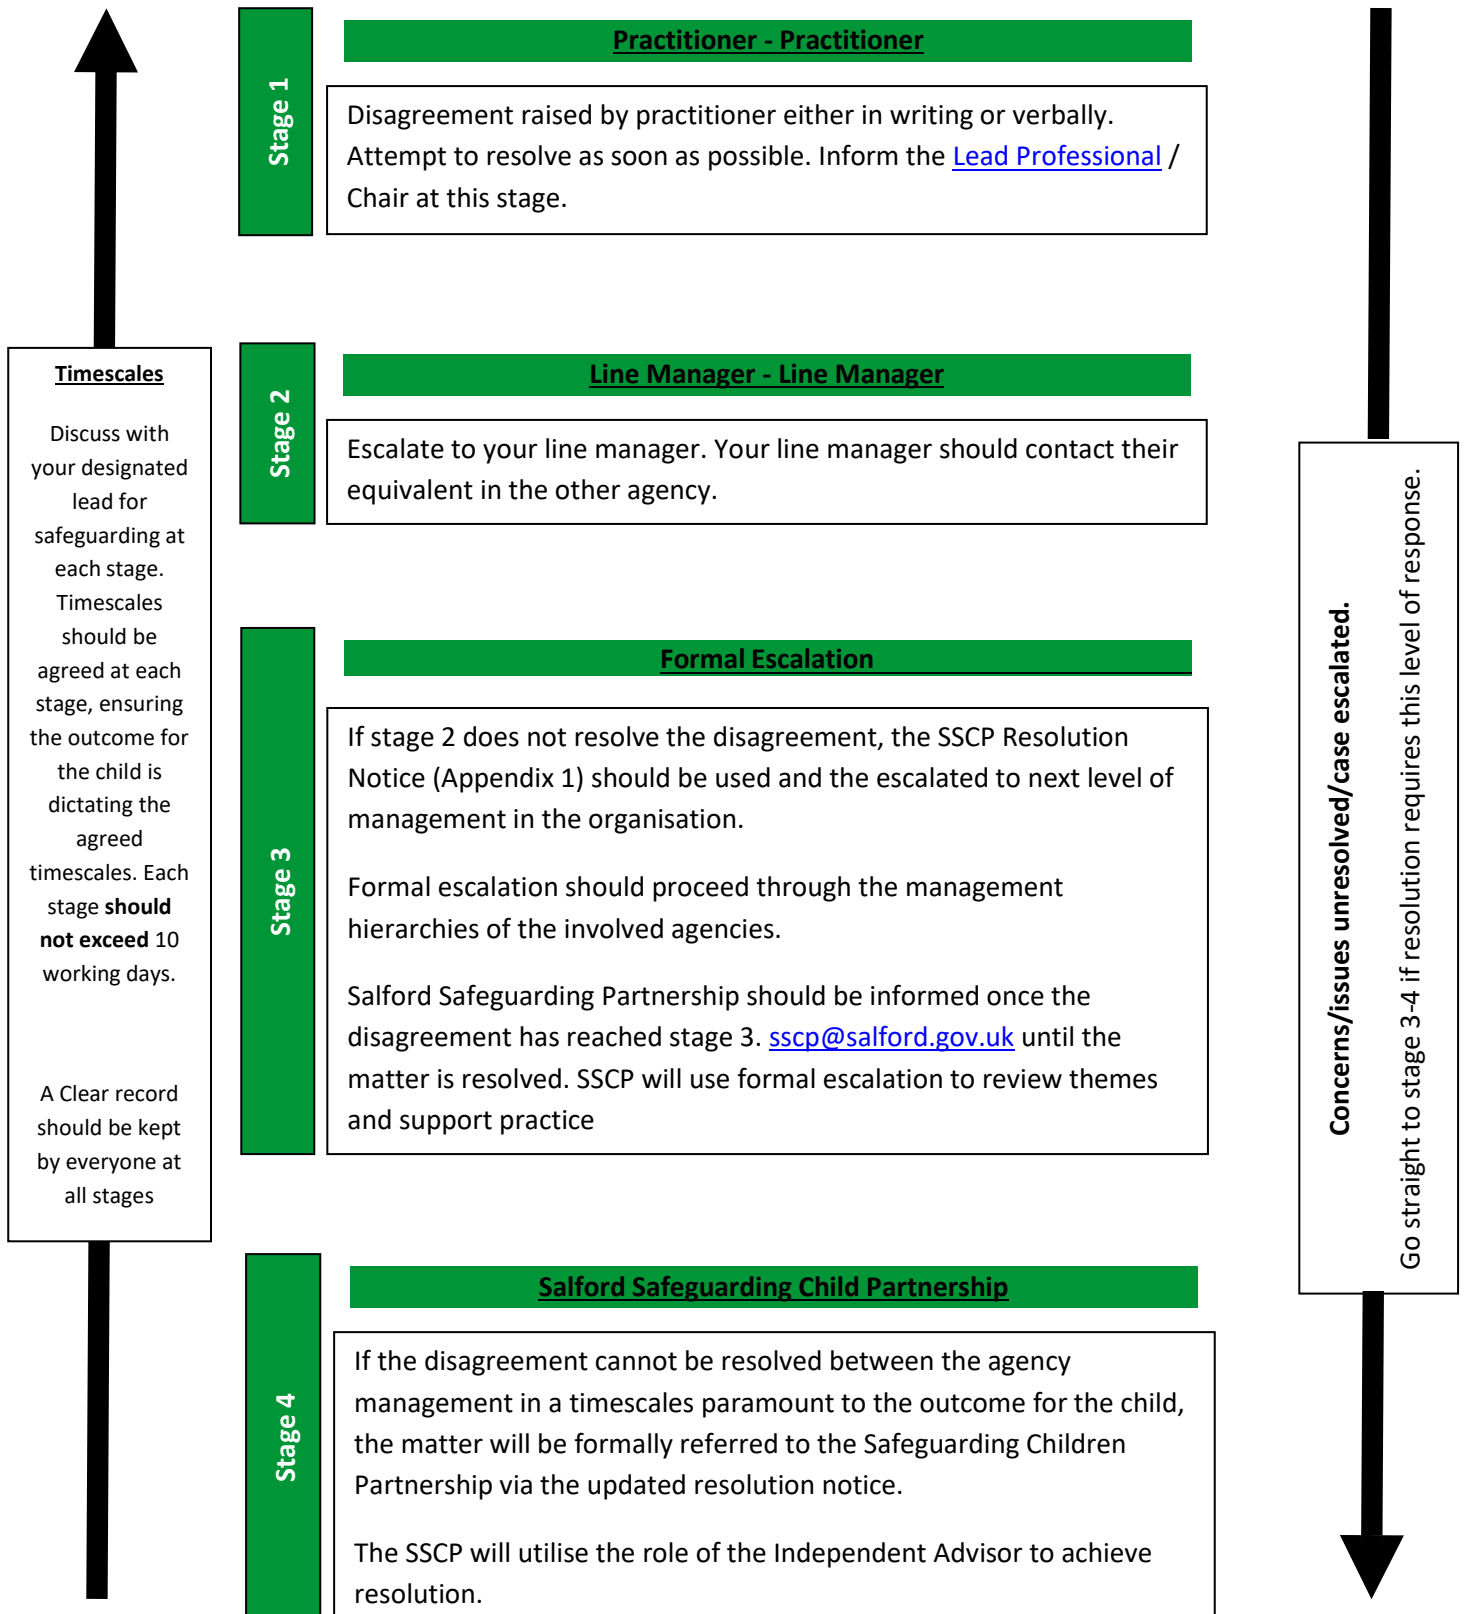 Stage 1
Practitioner - Practitioner
Disagreement raised by practitioner either in writing or verbally.
Attempt to resolve as soon as possible. Inform the Lead Professional /
Chair at this stage.
Timescales
Discuss with
your designated
lead for
safeguarding at
each stage.
Timescales
should be
agreed at each
stage, ensuring
the outcome for
the child is
dictating the
agreed
timescales. Each
stage should
not exceed 10
working days.
A Clear record
should be kept
by everyone at
all stages
Stage 2
Line Manager - Line Manager
Escalate to your line manager. Your line manager should contact their
equivalent in the other agency.
Stage 3
Formal Escalation
If stage 2 does not resolve the disagreement, the SSCP Resolution
Notice (Appendix 1) should be used and the escalated to next level of
management in the organisation.
Formal escalation should proceed through the management
hierarchies of the involved agencies.
Salford Safeguarding Partnership should be informed once the
disagreement has reached stage 3. sscp@salford.gov.uk until the
matter is resolved. SSCP will use formal escalation to review themes
and support practice
Concerns/issues unresolved/case escalated.
Go straight to stage 3-4 if resolution requires this level of response.
Stage 4
Salford Safeguarding Child Partnership
If the disagreement cannot be resolved between the agency
management in a timescales paramount to the outcome for the child,
the matter will be formally referred to the Safeguarding Children
Partnership via the updated resolution notice.
The SSCP will utilise the role of the Independent Advisor to achieve
resolution.